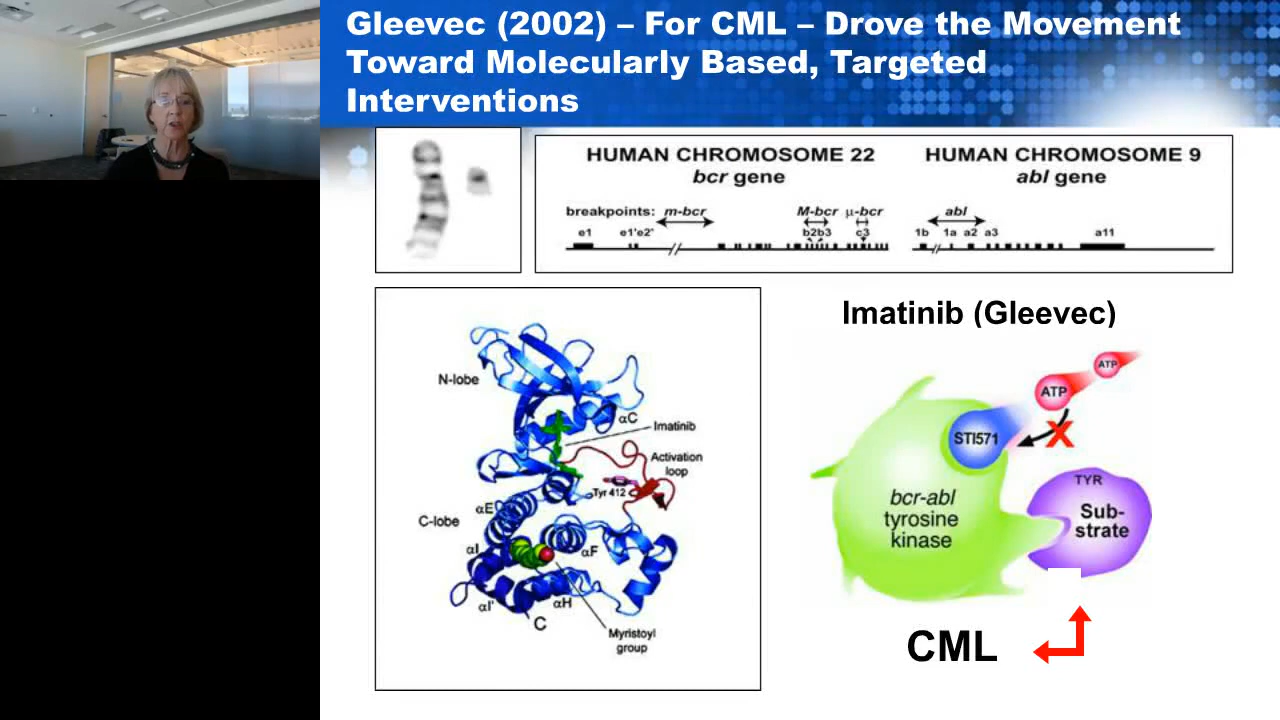 Gleevec (2002) – For CML – Drove the Movement
Toward Molecularly Based, Targeted
Interventions
HUMAN CHROMOSOME 22
bcr gene
HUMAN CHROMOSOME 9
abl gene
breakpoints: m-bcr
M-bcr μ-bcr
abl
e1 e1'e2' b2b3 c3
1b 1a a2 a3 a11
Imatinib (Gleevec)
N-lobe
αC
Imatinib
Activation
loop
Tyr 412
αE
C-lobe
αI
αF
αI'
αH
C
Myristoyl
group
ATP
ATP
STI571
X
bcr-abl
tyrosine
kinase
TYR
Sub-
strate
CML